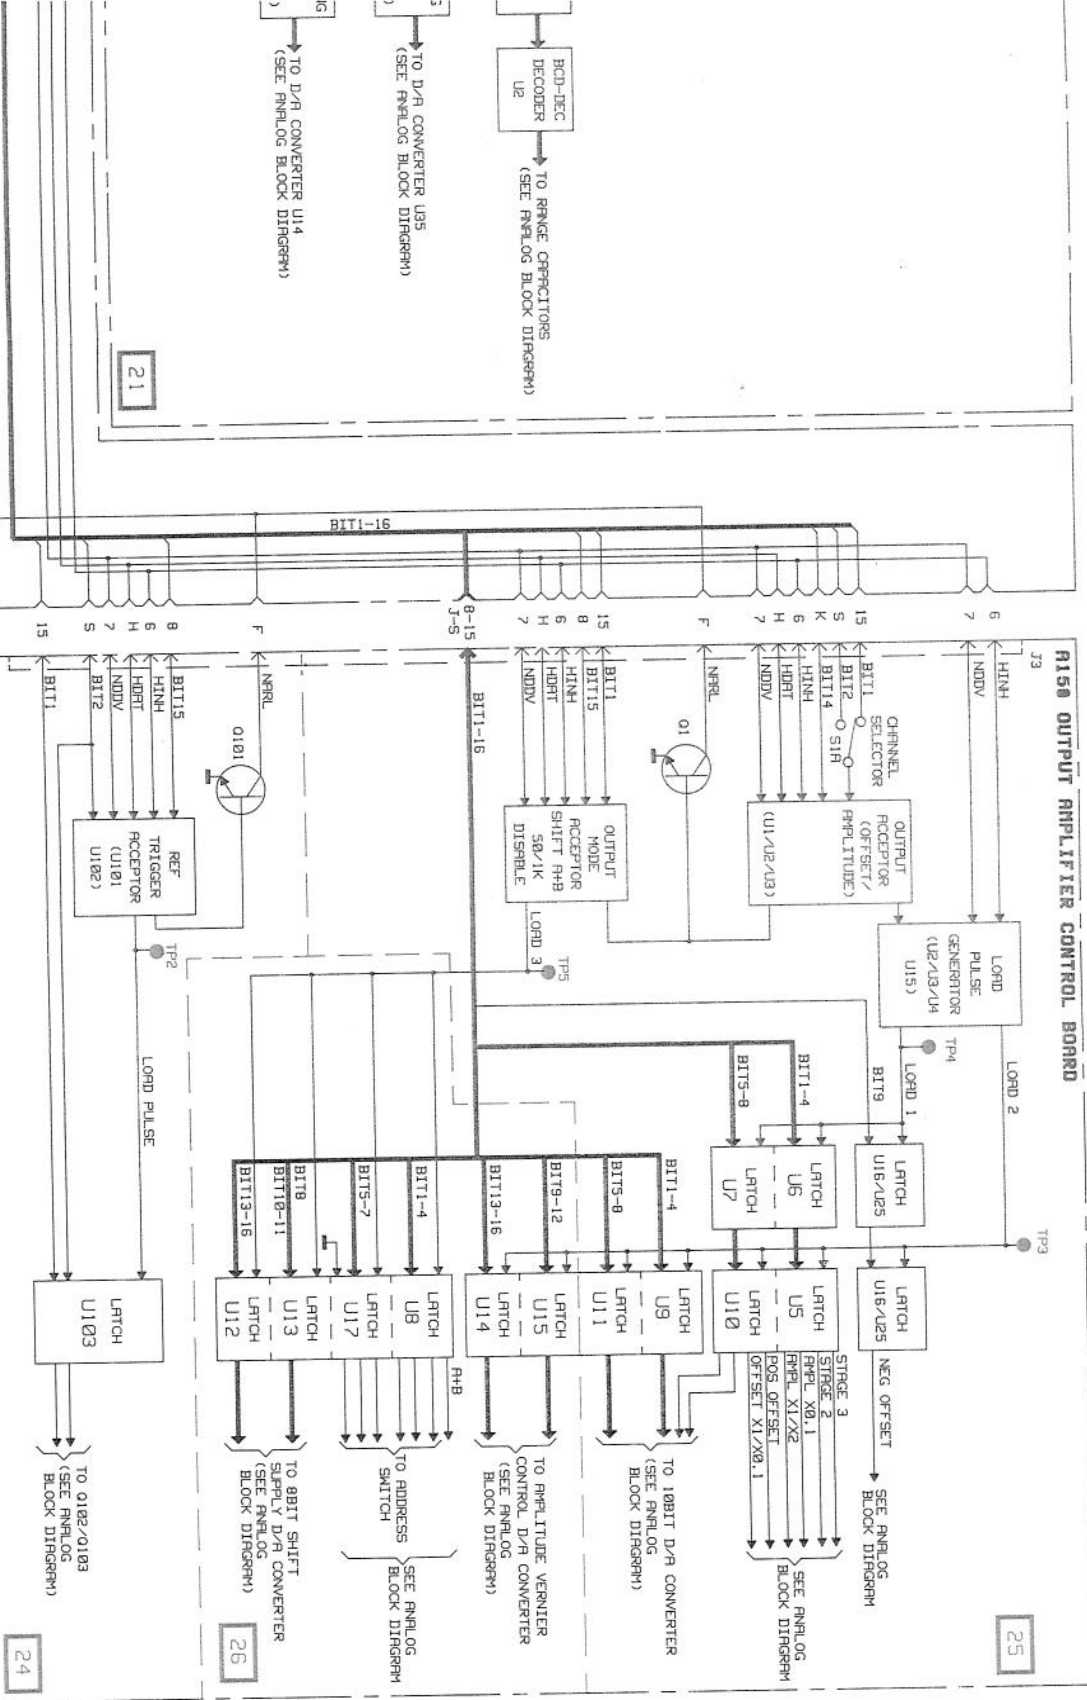 A150 OUTPUT AMPLIFIER CONTROL BOARD
J3
6
HINH
7
NDDV
LOAD
PULSE
GENERATOR
(U2/U3/U4
U15)
LOAD 2
TP3
TP4
LOAD 1
BIT9
LATCH
U16/U25
LATCH
U16/U25
NEG OFFSET
SEE ANALOG
BLOCK DIAGRAM
25
15
BIT1
S
BIT2
K
BIT14
6
HINH
H
HDAT
7
NDDV
CHANNEL
SELECTOR
S1A
OUTPUT
ACCEPTOR
(OFFSET/
AMPLITUDE)
(U1/U2/U3)
BIT1-4
BIT5-8
LATCH
U6
LATCH
U7
LATCH
U5
LATCH
U10
STAGE 3
STAGE 2
AMPL X0.1
AMPL X1/X2
POS OFFSET
OFFSET X1/X0.1
SEE ANALOG
BLOCK DIAGRAM
F
NARL
Q1
15
BIT1
8
BIT15
6
HINH
H
HDAT
7
NDDV
OUTPUT
MODE
ACCEPTOR
SHIFT A+B
50/1K
DISABLE
LOAD 3
TP5
BIT1-4
BIT5-8
BIT9-12
BIT13-16
LATCH
U9
LATCH
U11
LATCH
U15
LATCH
U14
TO 10BIT D/A CONVERTER
(SEE ANALOG
BLOCK DIAGRAM)
TO AMPLITUDE VERNIER
CONTROL D/A CONVERTER
(SEE ANALOG
BLOCK DIAGRAM)
8-15
J-S
BIT1-16
BIT1-16
BIT1-4
BIT5-7
BIT8
BIT10-11
BIT13-16
LATCH
U8
LATCH
U17
LATCH
U13
LATCH
U12
A+B
TO ADDRESS
SWITCH
SEE ANALOG
BLOCK DIAGRAM
TO 8BIT SHIFT
SUPPLY D/A CONVERTER
(SEE ANALOG
BLOCK DIAGRAM)
26
F
NARL
Q101
8
BIT15
6
HINH
H
HDAT
7
NDDV
S
BIT2
15
BIT1
REF
TRIGGER
ACCEPTOR
(U101
U102)
TP2
LOAD PULSE
LATCH
U103
TO Q102/Q103
(SEE ANALOG
BLOCK DIAGRAM)
24
BCD-DEC
DECODER
U2
TO RANGE CAPACITORS
(SEE ANALOG BLOCK DIAGRAM)
TO D/A CONVERTER U35
(SEE ANALOG BLOCK DIAGRAM)
TO D/A CONVERTER U14
(SEE ANALOG BLOCK DIAGRAM)
21